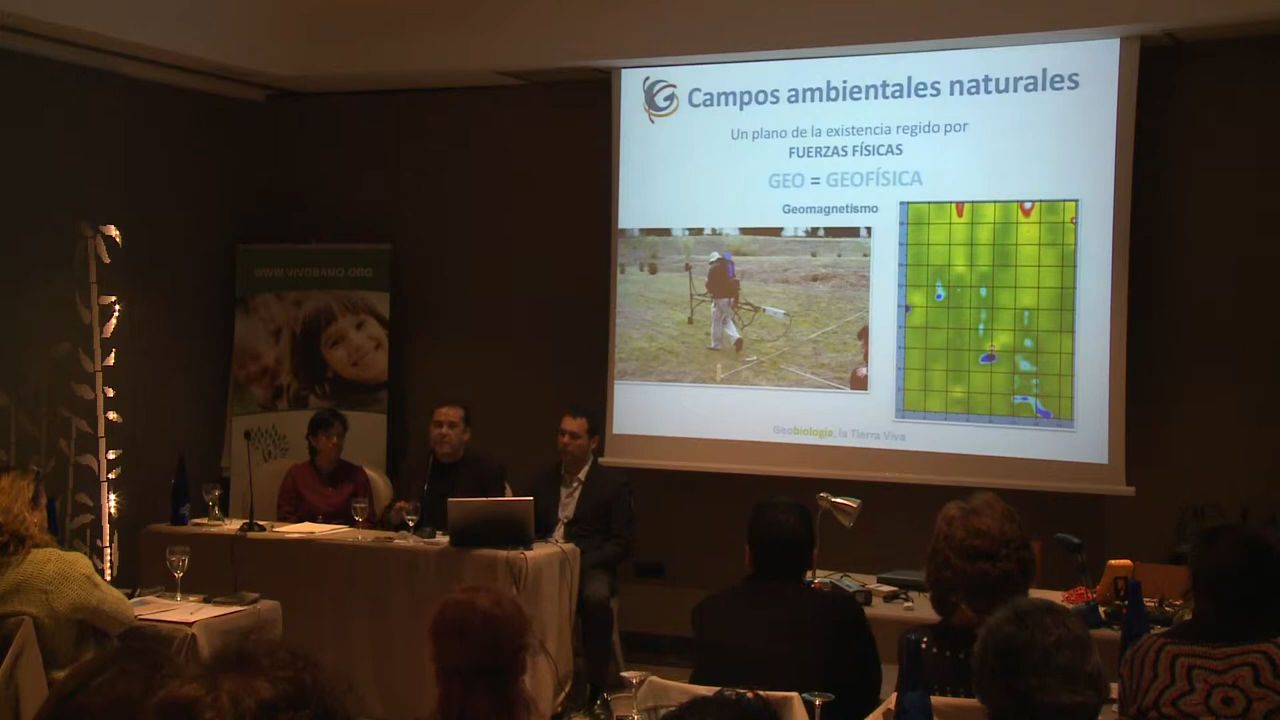 Campos ambientales naturales
Un plano de la existencia regido por
FUERZAS FÍSICAS
GEO = GEOFÍSICA
Geomagnetismo
Geobiología, la Tierra Viva
WWW.VIVOSANO.ORG